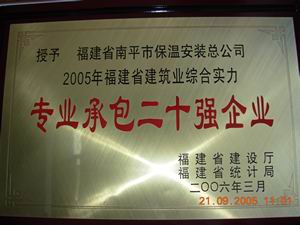 授予 福建省南平市保温安装总公司
2005年福建省建筑业综合实力
专业承包二十强企业
福建省建设厅
福建省统计局
二〇〇六年三月
21.09.2005 11:01